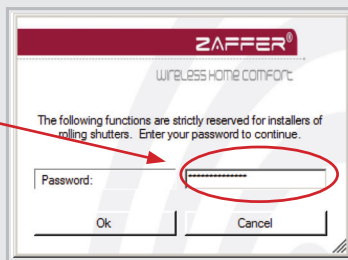 ZAFFER®
WIRELESS HOME COMFORT
The following functions are strictly reserved for installers of
rolling shutters. Enter your password to continue.
Password: **************
Ok Cancel